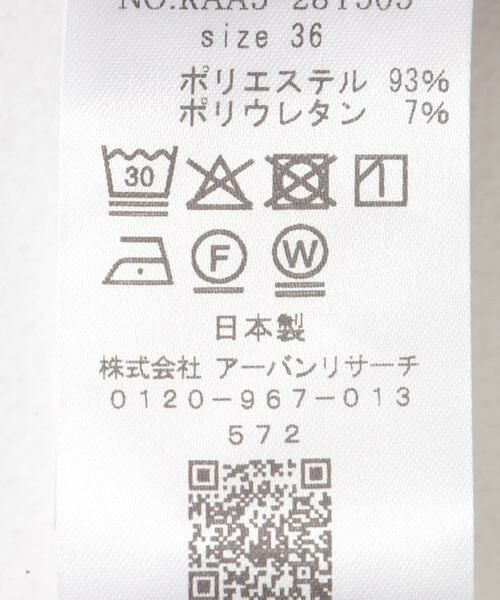 size 36
ポリエステル 93%
ポリウレタン 7%
30
F W
日本製
株式会社 アーバンリサーチ
0120-967-013
572